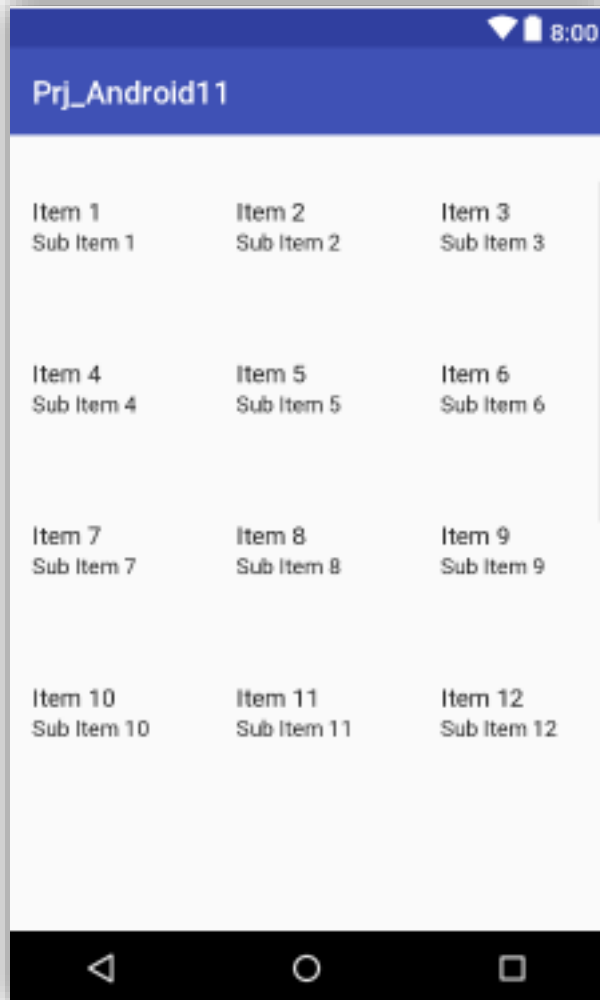 8:00
Prj_Android11
Item 1 Item 2 Item 3
Sub Item 1 Sub Item 2 Sub Item 3
Item 4 Item 5 Item 6
Sub Item 4 Sub Item 5 Sub Item 6
Item 7 Item 8 Item 9
Sub Item 7 Sub Item 8 Sub Item 9
Item 10 Item 11 Item 12
Sub Item 10 Sub Item 11 Sub Item 12